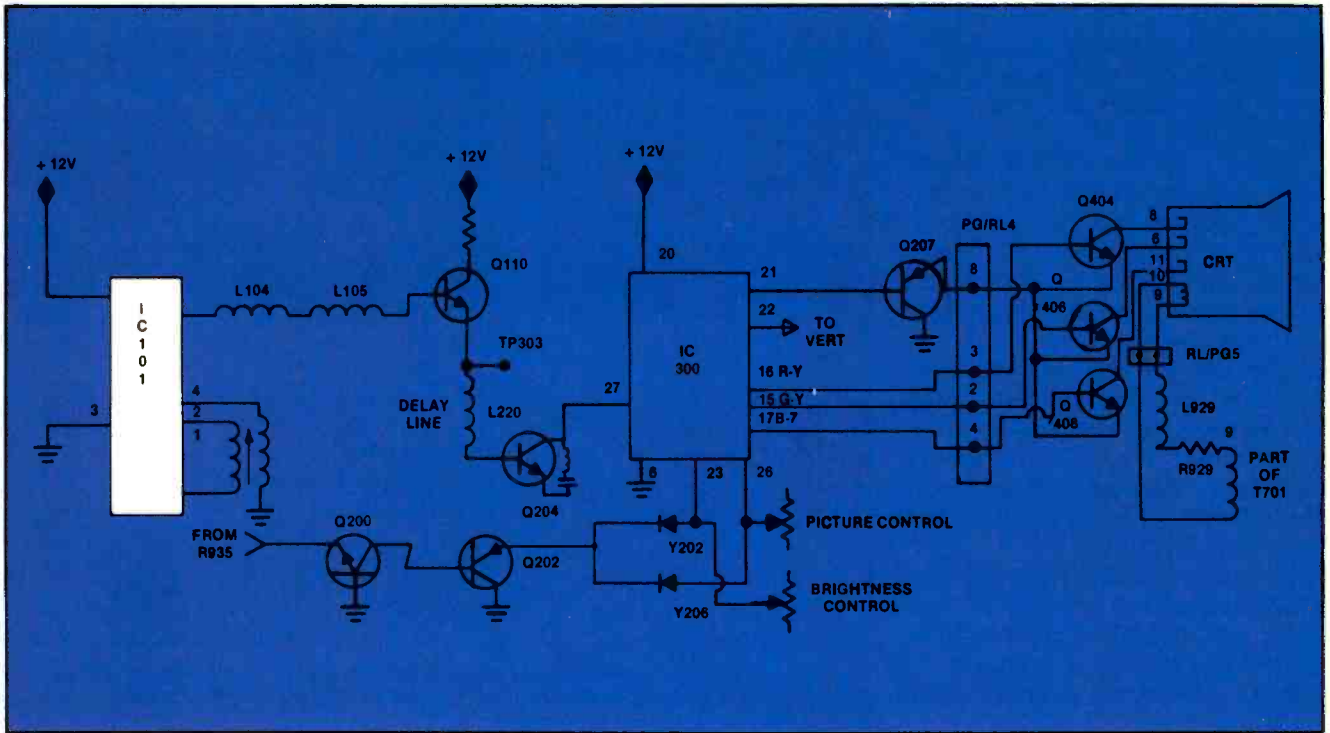 + 12V
+ 12V
+ 12V
I
C
1
0
1
3
4
2
1
L104
L105
Q110
TP303
DELAY
LINE
L220
Q204
FROM
R935
Q200
Q202
Y202
Y206
27
20
IC
300
6
23
26
21
22
TO
VERT
16 R-Y
15 G-Y
17B-7
PICTURE CONTROL
BRIGHTNESS
CONTROL
Q207
PG/RL4
8
3
2
4
Q404
Q
406
Q
408
8
6
11
10
9
CRT
RL/PG5
L929
R929
9
PART
OF
T701